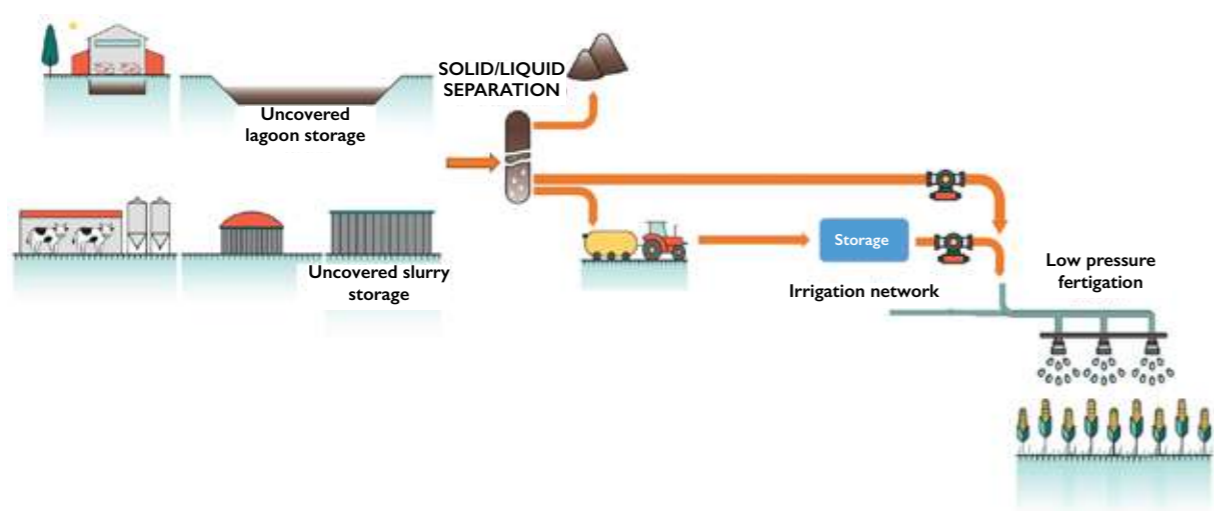 SOLID/LIQUID
SEPARATION
Uncovered
lagoon storage
Uncovered slurry
storage
Storage
Irrigation network
Low pressure
fertigation